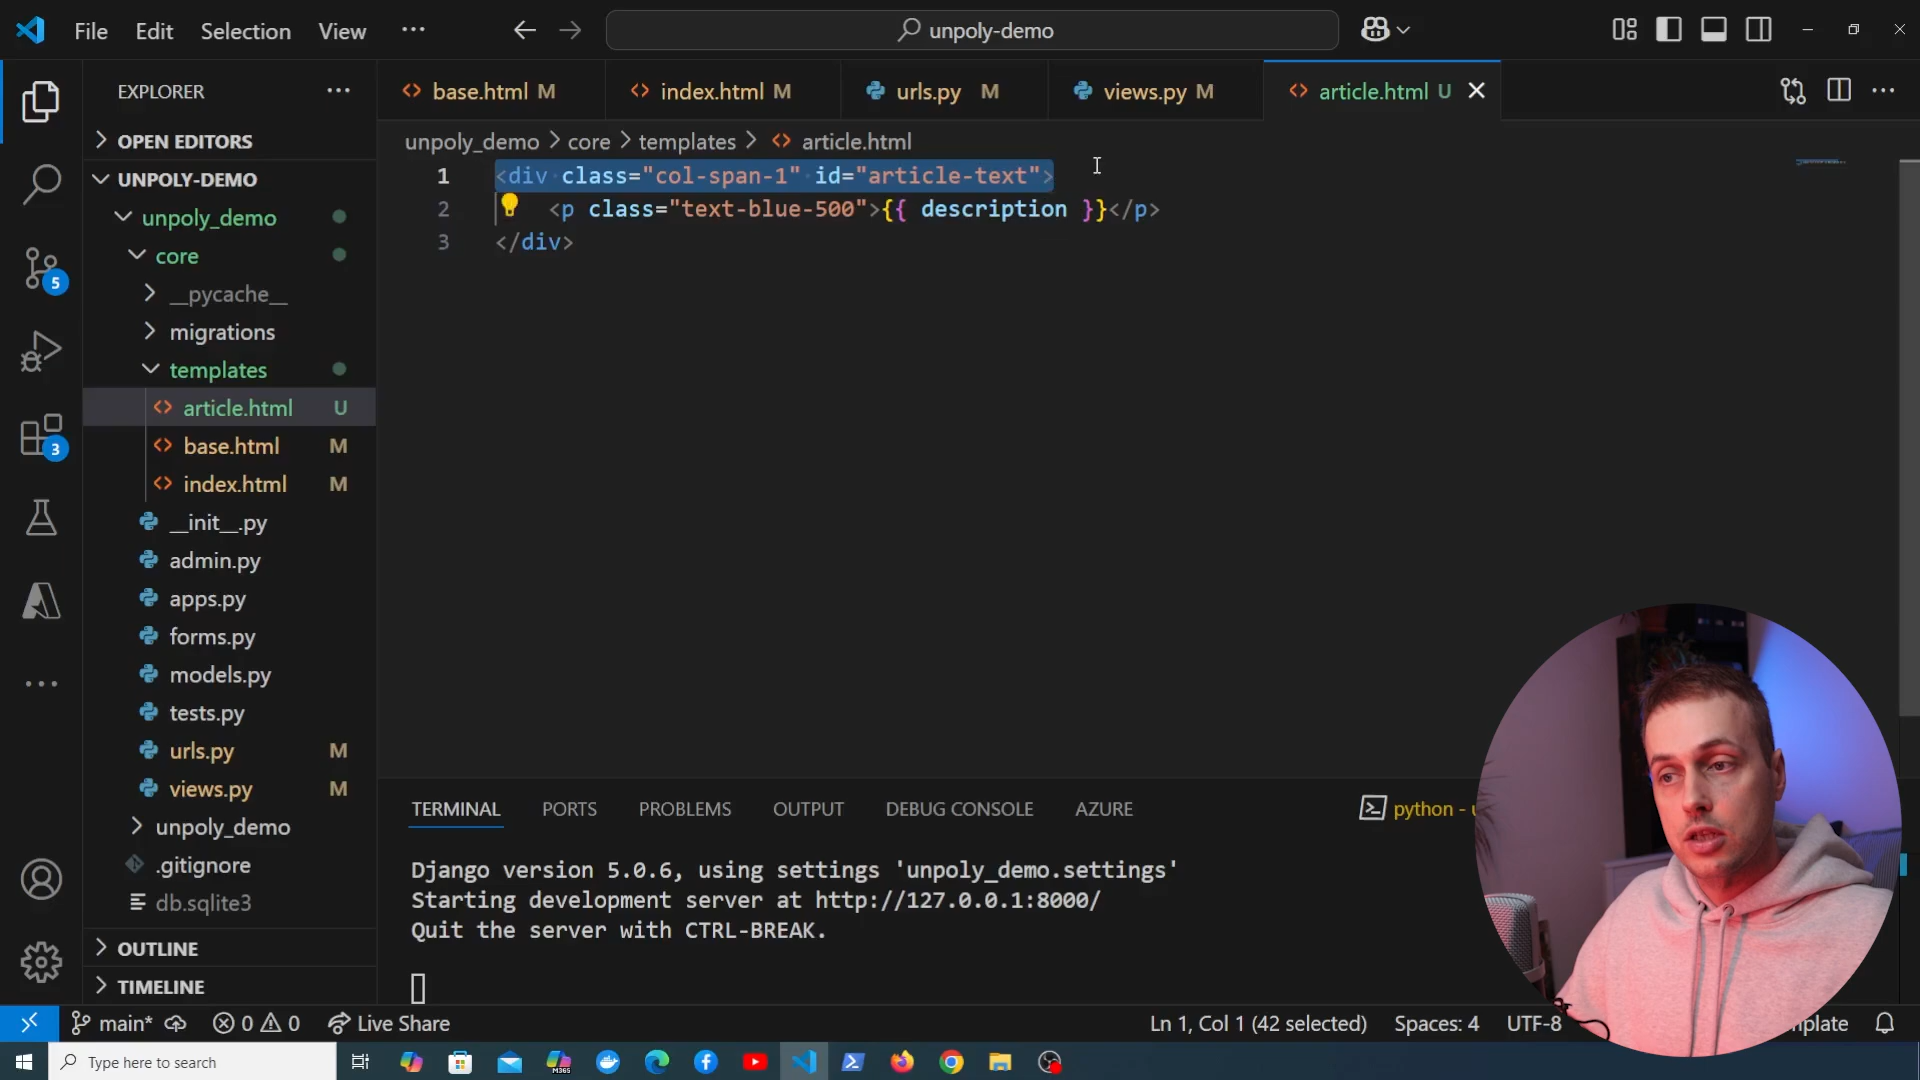 File Edit Selection View ··· unpoly-demo
EXPLORER ···
OPEN EDITORS
UNPOLY-DEMO
unpoly_demo
core
__pycache__
migrations
templates
article.html U
base.html M
index.html M
__init__.py
admin.py
apps.py
forms.py
models.py
tests.py
urls.py M
views.py M
unpoly_demo
.gitignore
db.sqlite3
OUTLINE
TIMELINE
5
3
base.html M index.html M urls.py M views.py M article.html U
unpoly_demo > core > templates > article.html
1 <div class="col-span-1" id="article-text">
2 <p class="text-blue-500">{{ description }}</p>
3 </div>
TERMINAL PORTS PROBLEMS OUTPUT DEBUG CONSOLE AZURE python -
Django version 5.0.6, using settings 'unpoly_demo.settings'
Starting development server at http://127.0.0.1:8000/
Quit the server with CTRL-BREAK.
main* 0 0 Live Share Ln 1, Col 1 (42 selected) Spaces: 4 UTF-8
Type here to search M365